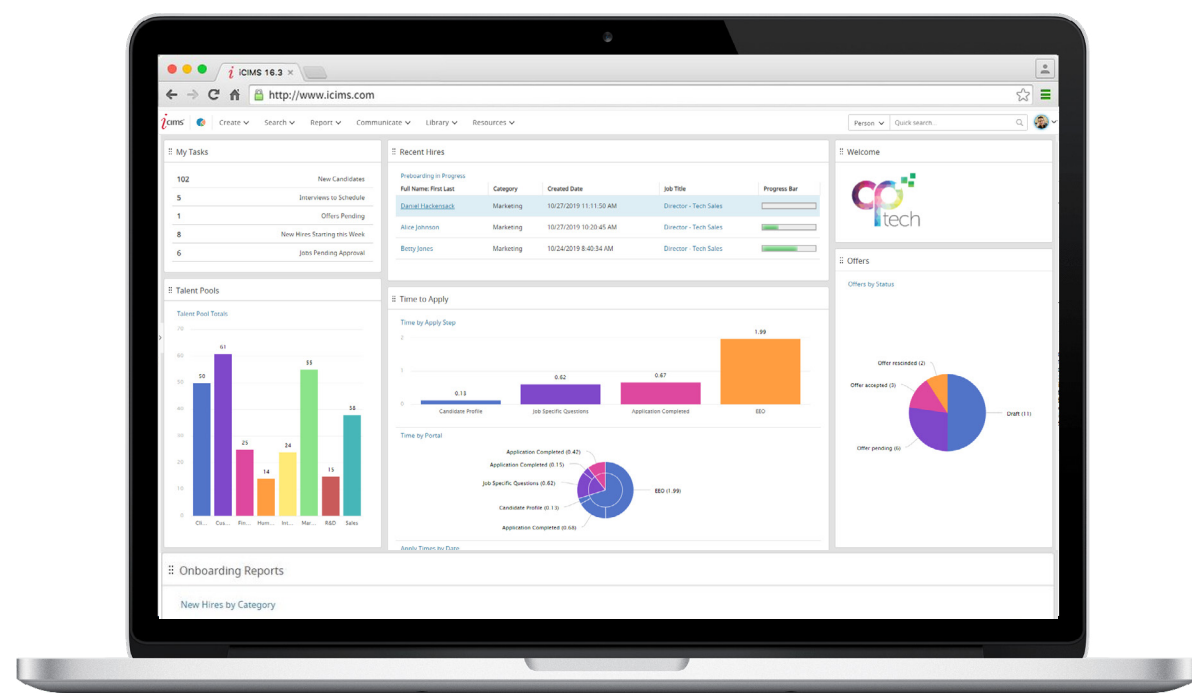 iCIMS 16.3
http://www.icims.com
icims
Create
Search
Report
Communicate
Library
Resources
Person
Quick search...
My Tasks
102 New Candidates
5 Interviews to Schedule
1 Offers Pending
8 New Hires Starting this Week
6 Jobs Pending Approval
Recent Hires
Preboarding in Progress
Full Name: First Last Category Created Date Job Title Progress Bar
Daniel Hackensack Marketing 10/27/2019 11:11:50 AM Director - Tech Sales
Alice Johnson Marketing 10/27/2019 10:20:45 AM Director - Tech Sales
Betty Jones Marketing 10/24/2019 8:40:34 AM Director - Tech Sales
Welcome
tech
Talent Pools
Talent Pool Totals
70
60
50
40
30
20
10
0
50
61
25
14
24
55
15
38
Cli...
Cus...
Fin...
Hum...
Inf...
Mar...
R&D
Sales
Time to Apply
Time by Apply Step
2
1
0
0.13
0.62
0.67
1.99
Candidate Profile
Job Specific Questions
Application Completed
EEO
Time by Portal
Application Completed (0.42)
Application Completed (0.15)
Job Specific Questions (0.62)
Candidate Profile (0.13)
Application Completed (0.68)
EEO (1.99)
Apply Times by Date
Offers
Offers by Status
Offer rescinded (2)
Offer accepted (3)
Offer pending (6)
Draft (11)
Onboarding Reports
New Hires by Category